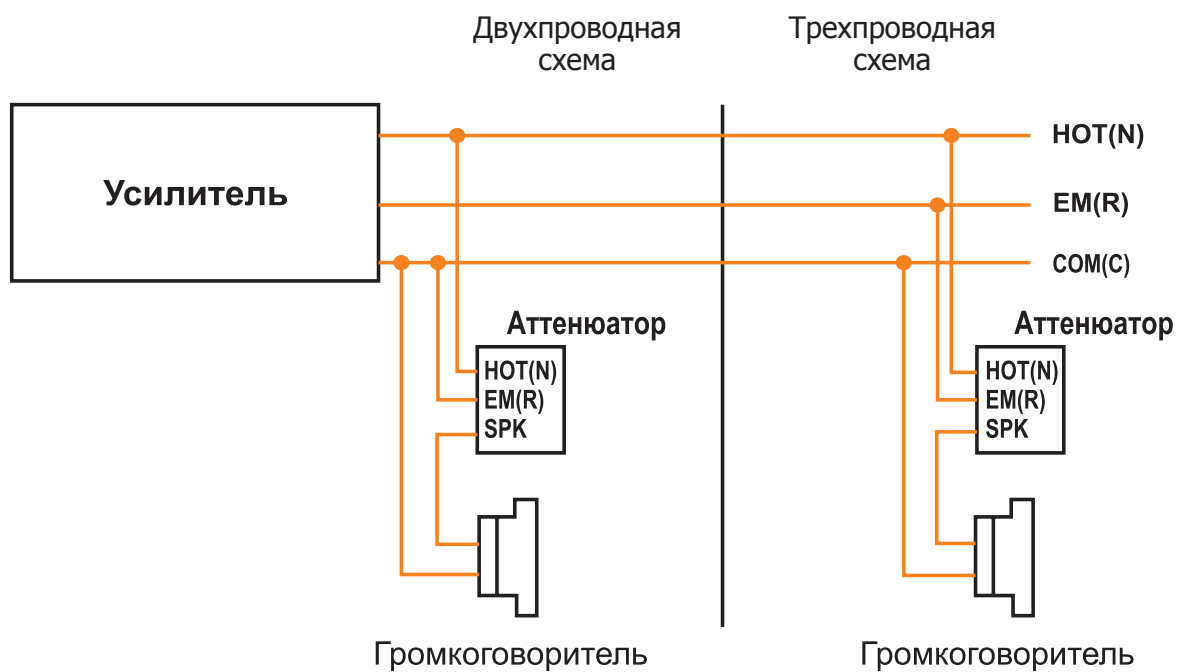 Двухпроводная
схема
Трехпроводная
схема
Усилитель
HOT(N)
EM(R)
COM(C)
Аттенюатор
HOT(N)
EM(R)
SPK
Громкоговоритель
Аттенюатор
HOT(N)
EM(R)
SPK
Громкоговоритель